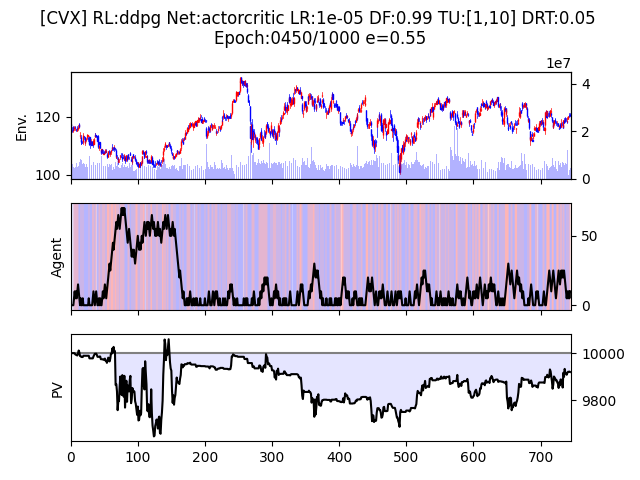 [CVX] RL:ddpg Net:actorcritic LR:1e-05 DF:0.99 TU:[1,10] DRT:0.05
Epoch:0450/1000 e=0.55
1e7
Env.
120
100
4
2
0
Agent
50
0
PV
10000
9800
0 100 200 300 400 500 600 700